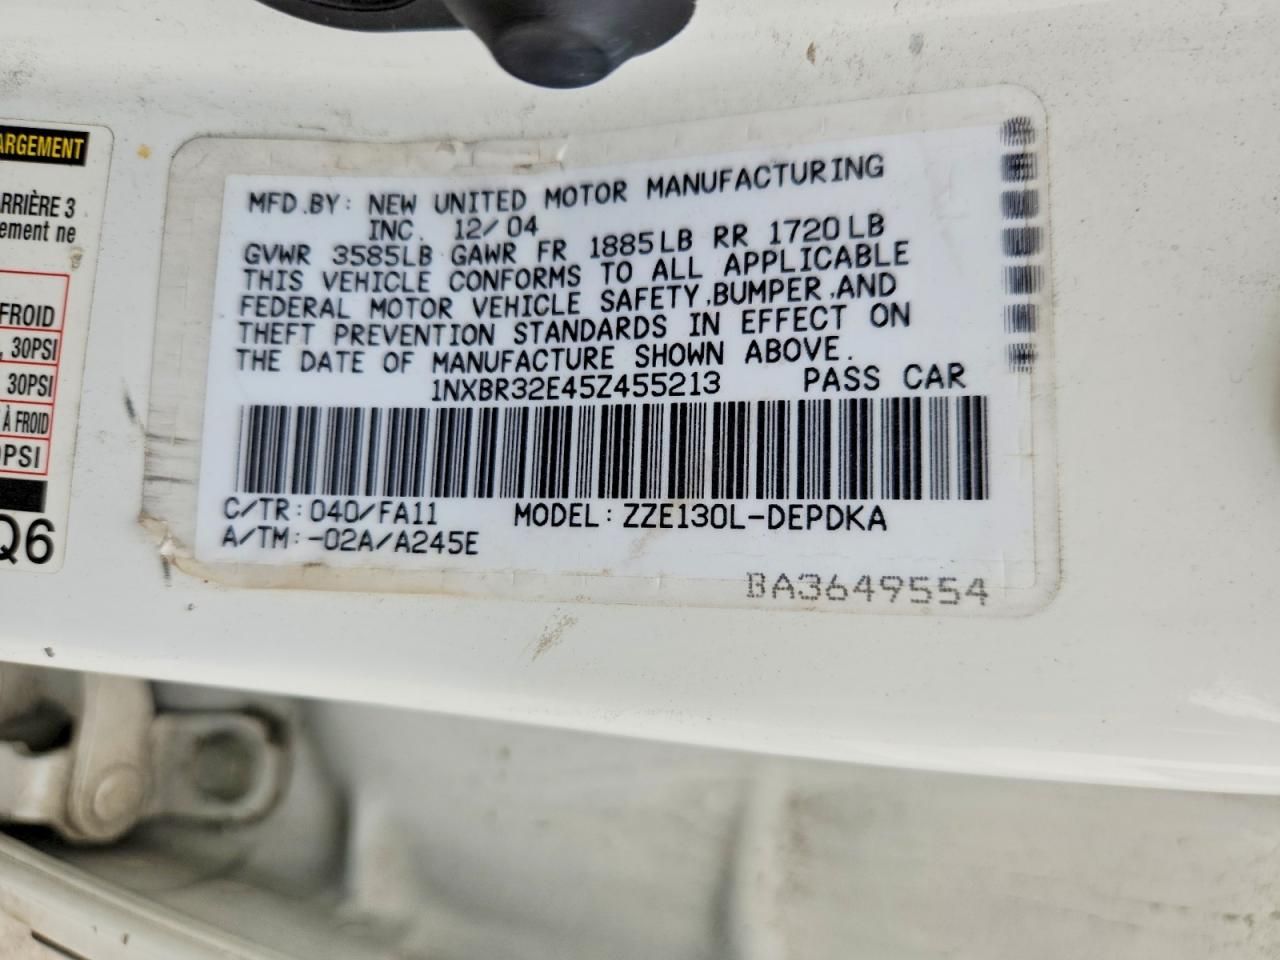 ARGEMENT
RRIÈRE 3
ement ne
FROID
, 30PSI
30PSI
À FROID
PSI
Q6
MFD.BY: NEW UNITED MOTOR MANUFACTURING
INC. 12/04
GVWR 3585LB GAWR FR 1885LB RR 1720LB
THIS VEHICLE CONFORMS TO ALL APPLICABLE
FEDERAL MOTOR VEHICLE SAFETY,BUMPER,AND
THEFT PREVENTION STANDARDS IN EFFECT ON
THE DATE OF MANUFACTURE SHOWN ABOVE.
1NXBR32E45Z455213 PASS CAR
C/TR: 040/FA11 MODEL: ZZE130L-DEPDKA
A/TM:-02A/A245E
BA3649554